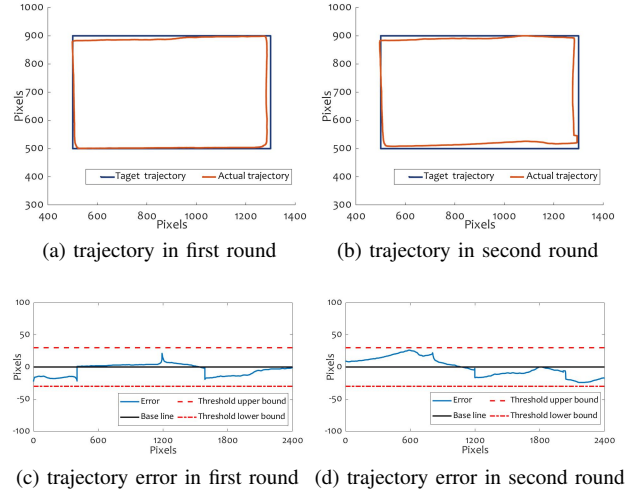 1000
900
800
700
600
500
400
300
Pixels
Taget trajectory
Actual trajectory
400
600
800
1000
1200
1400
Pixels
(a) trajectory in first round
1000
900
800
700
600
500
400
300
Pixels
Taget trajectory
Actual trajectory
400
600
800
1000
1200
1400
Pixels
(b) trajectory in second round
100
50
0
-50
-100
Pixels
Error
Base line
Threshold upper bound
Threshold lower bound
0
600
1200
1800
2400
Pixels
(c) trajectory error in first round
100
50
0
-50
-100
Pixels
Error
Base line
Threshold upper bound
Threshold lower bound
0
600
1200
1800
2400
Pixels
(d) trajectory error in second round